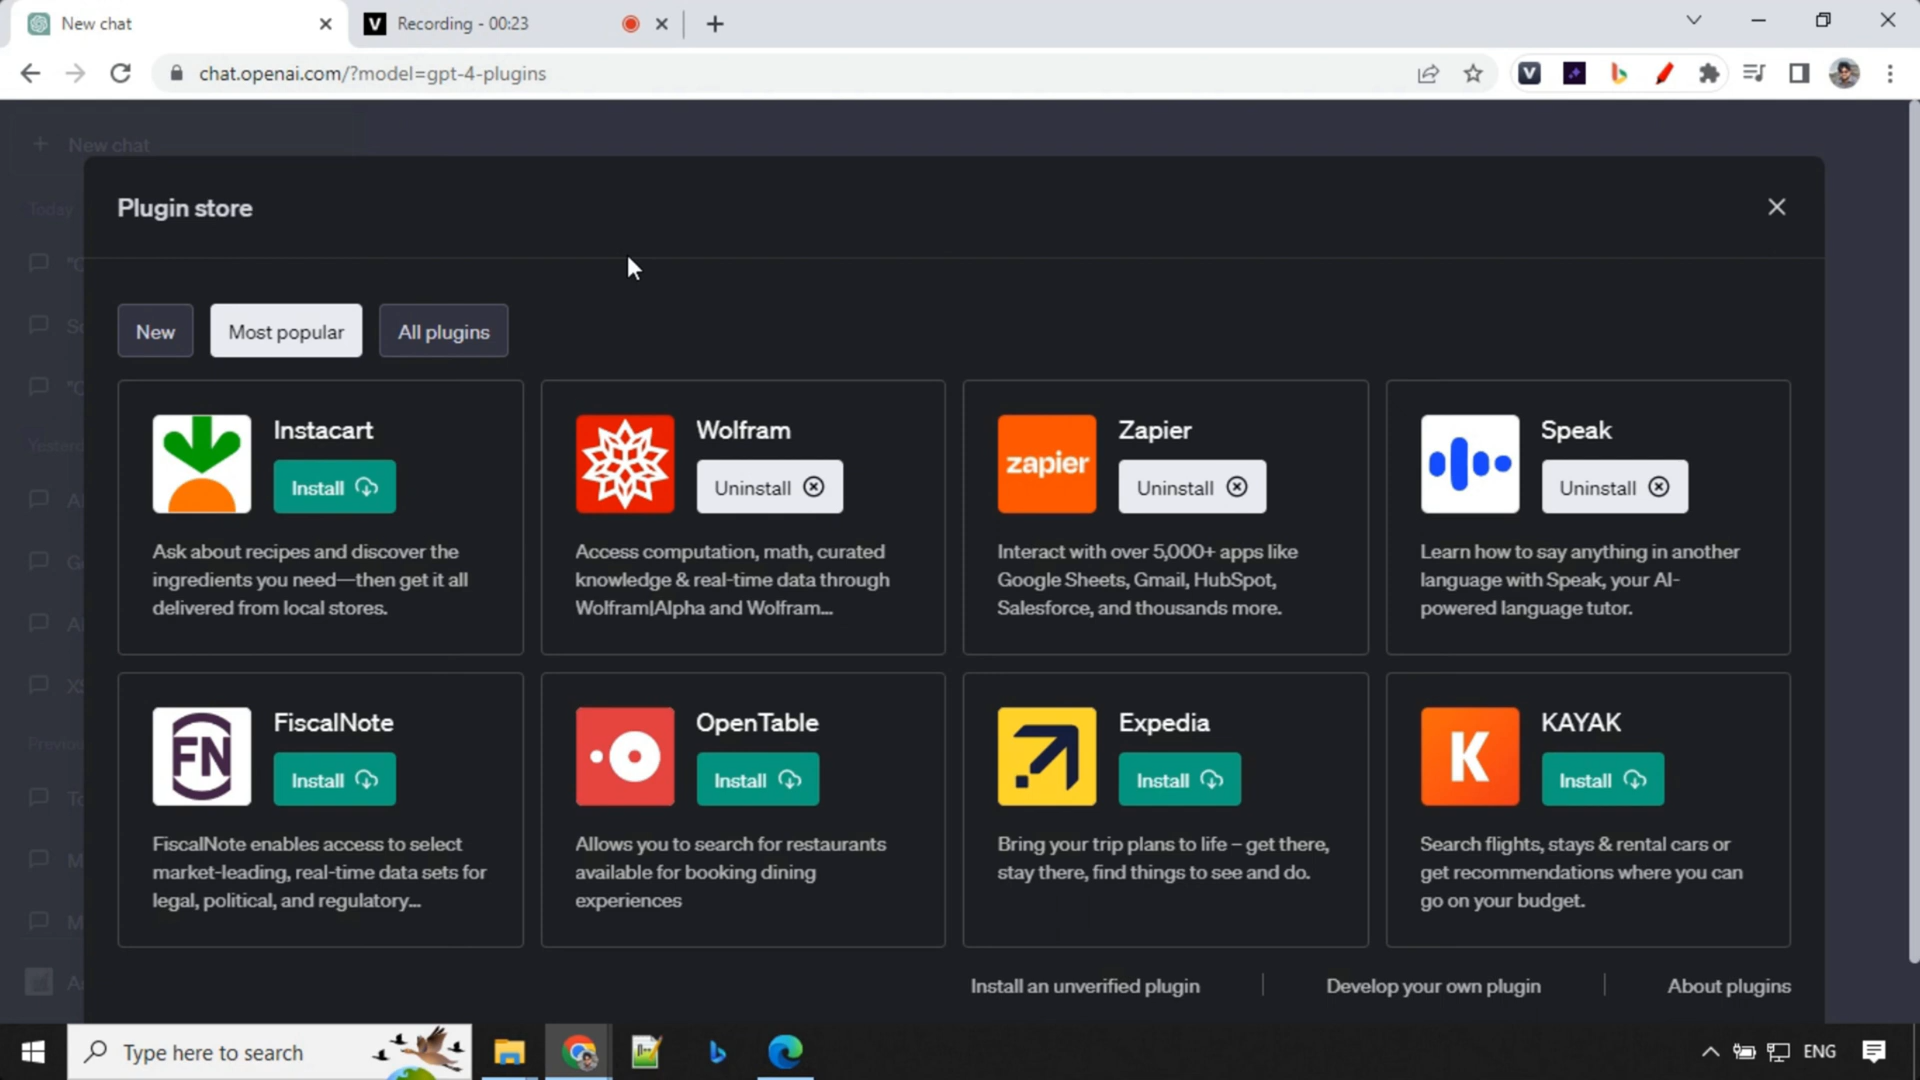 New chat
Recording - 00:23
chat.openai.com/?model=gpt-4-plugins
New chat
Today
Plugin store
New
Most popular
All plugins
Instacart
Install
Ask about recipes and discover the
ingredients you need—then get it all
delivered from local stores.
Wolfram
Uninstall
Access computation, math, curated
knowledge & real-time data through
Wolfram|Alpha and Wolfram...
zapier
Zapier
Uninstall
Interact with over 5,000+ apps like
Google Sheets, Gmail, HubSpot,
Salesforce, and thousands more.
Speak
Uninstall
Learn how to say anything in another
language with Speak, your AI-
powered language tutor.
FN
FiscalNote
Install
FiscalNote enables access to select
market-leading, real-time data sets for
legal, political, and regulatory...
OpenTable
Install
Allows you to search for restaurants
available for booking dining
experiences
Expedia
Install
Bring your trip plans to life – get there,
stay there, find things to see and do.
K
KAYAK
Install
Search flights, stays & rental cars or
get recommendations where you can
go on your budget.
Install an unverified plugin
Develop your own plugin
About plugins
Type here to search
ENG